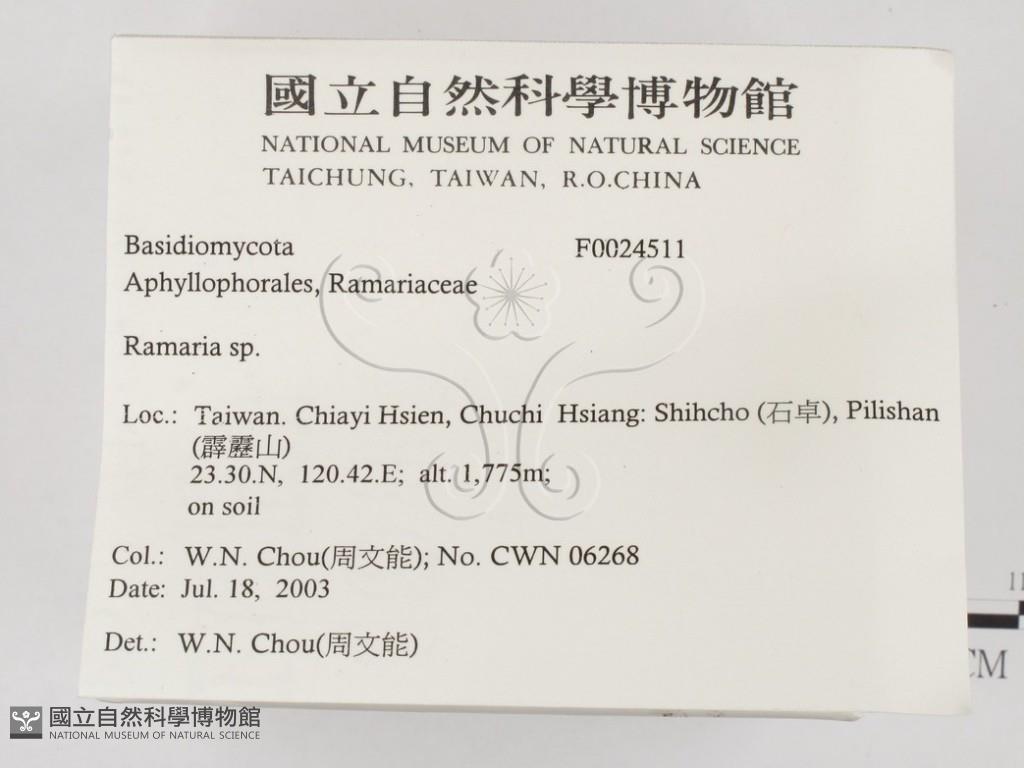 國立自然科學博物館
NATIONAL MUSEUM OF NATURAL SCIENCE
TAICHUNG, TAIWAN, R.O.CHINA
Basidiomycota F0024511
Aphyllophorales, Ramariaceae
Ramaria sp.
Loc.: Taiwan. Chiayi Hsien, Chuchi Hsiang: Shihcho (石卓), Pilishan
(霹靂山)
23.30.N, 120.42.E; alt. 1,775m;
on soil
Col.: W.N. Chou(周文能); No. CWN 06268
Date: Jul. 18, 2003
Det.: W.N. Chou(周文能)
11
CM
國立自然科學博物館
NATIONAL MUSEUM OF NATURAL SCIENCE